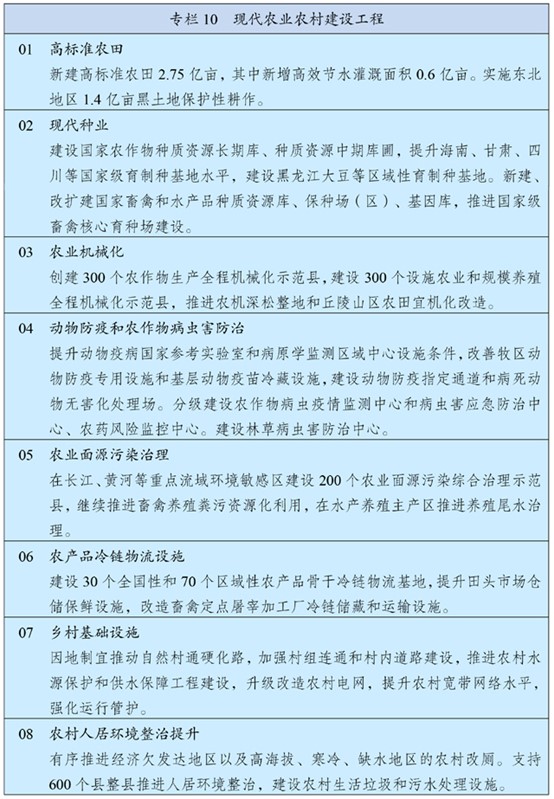 专栏 10 现代农业农村建设工程
01 高标准农田
新建高标准农田 2.75 亿亩，其中新增高效节水灌溉面积 0.6 亿亩。实施东北
地区 1.4 亿亩黑土地保护性耕作。
02 现代种业
建设国家农作物种质资源长期库、种质资源中期库圃，提升海南、甘肃、四
川等国家级育制种基地水平，建设黑龙江大豆等区域性育制种基地。新建、
改扩建国家畜禽和水产品种质资源库、保种场（区）、基因库，推进国家级
畜禽核心育种场建设。
03 农业机械化
创建 300 个农作物生产全程机械化示范县，建设 300 个设施农业和规模养殖
全程机械化示范县，推进农机深松整地和丘陵山区农田宜机化改造。
04 动物防疫和农作物病虫害防治
提升动物疫病国家参考实验室和病原学监测区域中心设施条件，改善牧区动
物防疫专用设施和基层动物疫苗冷藏设施，建设动物防疫指定通道和病死动
物无害化处理场。分级建设农作物病虫疫情监测中心和病虫害应急防治中
心、农药风险监控中心。建设林草病虫害防治中心。
05 农业面源污染治理
在长江、黄河等重点流域环境敏感区建设 200 个农业面源污染综合治理示范
县，继续推进畜禽养殖粪污资源化利用，在水产养殖主产区推进养殖尾水治
理。
06 农产品冷链物流设施
建设 30 个全国性和 70 个区域性农产品骨干冷链物流基地，提升田头市场仓
储保鲜设施，改造畜禽定点屠宰加工厂冷链储藏和运输设施。
07 乡村基础设施
因地制宜推动自然村通硬化路，加强村组连通和村内道路建设，推进农村水
源保护和供水保障工程建设，升级改造农村电网，提升农村宽带网络水平，
强化运行管护。
08 农村人居环境整治提升
有序推进经济欠发达地区以及高海拔、寒冷、缺水地区的农村改厕。支持
600 个县整县推进人居环境整治，建设农村生活垃圾和污水处理设施。